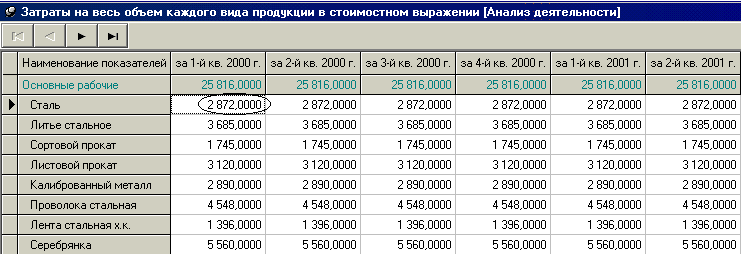 Затраты на весь объем каждого вида продукции в стоимостном выражении [Анализ деятельности]
Наименование показателей за 1-й кв. 2000 г. за 2-й кв. 2000 г. за 3-й кв. 2000 г. за 4-й кв. 2000 г. за 1-й кв. 2001 г. за 2-й кв. 2001 г.
Основные рабочие 25 816,0000 25 816,0000 25 816,0000 25 816,0000 25 816,0000 25 816,0000
Сталь 2 872,0000 2 872,0000 2 872,0000 2 872,0000 2 872,0000 2 872,0000
Литье стальное 3 685,0000 3 685,0000 3 685,0000 3 685,0000 3 685,0000 3 685,0000
Сортовой прокат 1 745,0000 1 745,0000 1 745,0000 1 745,0000 1 745,0000 1 745,0000
Листовой прокат 3 120,0000 3 120,0000 3 120,0000 3 120,0000 3 120,0000 3 120,0000
Калиброванный металл 2 890,0000 2 890,0000 2 890,0000 2 890,0000 2 890,0000 2 890,0000
Проволока стальная 4 548,0000 4 548,0000 4 548,0000 4 548,0000 4 548,0000 4 548,0000
Лента стальная х.к. 1 396,0000 1 396,0000 1 396,0000 1 396,0000 1 396,0000 1 396,0000
Серебрянка 5 560,0000 5 560,0000 5 560,0000 5 560,0000 5 560,0000 5 560,0000